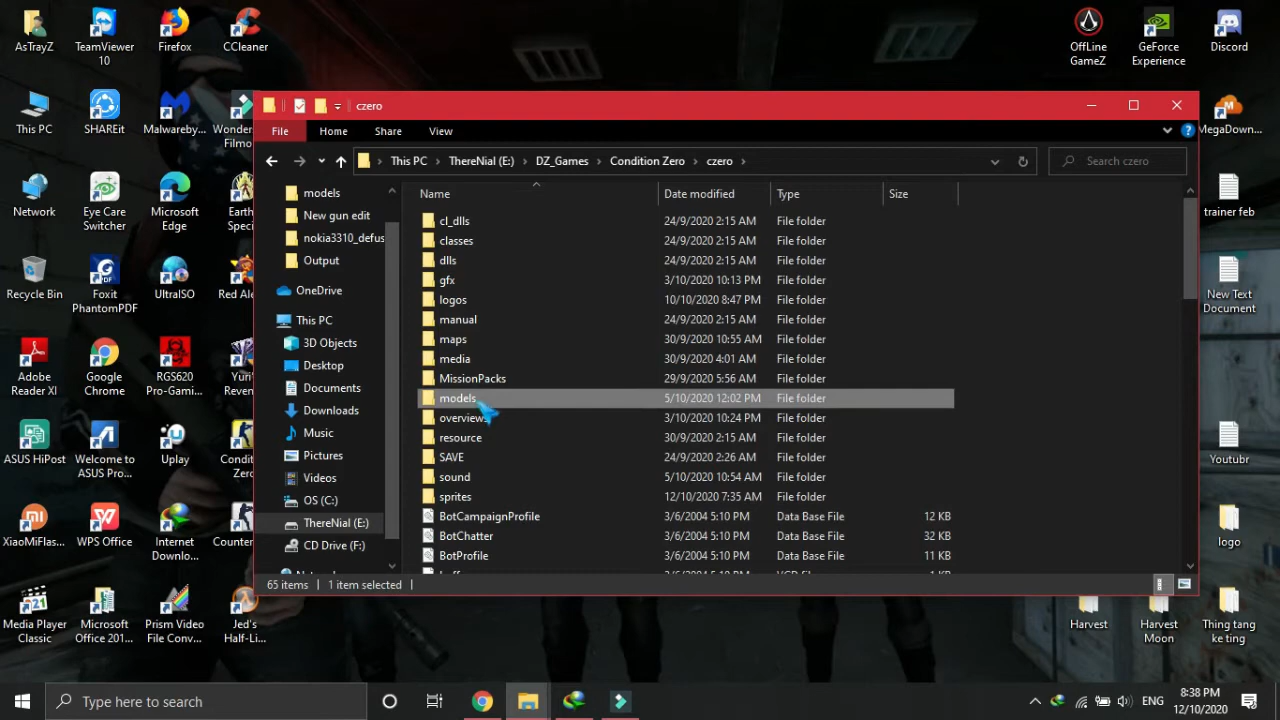 AsTrayZ
TeamViewer
10
Firefox
CCleaner
OffLine
GameZ
GeForce
Experience
Discord
This PC
SHAREit
Malwareby...
Wonder
Filmo
MegaDown...
Network
Eye Care
Switcher
Microsoft
Edge
Earth
Spec
trainer feb
Recycle Bin
Foxit
PhantomPDF
UltraISO
Red Ale
New Text
Document
Adobe
Reader XI
Google
Chrome
RGS620
Pro-Gami...
Yuri's
Reven
ASUS HiPost
Welcome to
ASUS Pro...
Uplay
Condi
Zero
Youtubr
XiaoMiFlas...
WPS Office
Internet
Downlo...
Counter
logo
Media Player
Classic
Microsoft
Office 201...
Prism Video
File Conv...
Jed's
Half-Li...
Harvest
Harvest
Moon
Thing tang
ke ting
czero
File Home Share View
This PC ThereNial (E:) DZ_Games Condition Zero czero
Search czero
models
New gun edit
nokia3310_defus
Output
OneDrive
This PC
3D Objects
Desktop
Documents
Downloads
Music
Pictures
Videos
OS (C:)
ThereNial (E:)
CD Drive (F:)
Name Date modified Type Size
cl_dlls 24/9/2020 2:15 AM File folder
classes 24/9/2020 2:15 AM File folder
dlls 24/9/2020 2:15 AM File folder
gfx 3/10/2020 10:13 PM File folder
logos 10/10/2020 8:47 PM File folder
manual 24/9/2020 2:15 AM File folder
maps 30/9/2020 10:55 AM File folder
media 30/9/2020 4:01 AM File folder
MissionPacks 29/9/2020 5:56 AM File folder
models 5/10/2020 12:02 PM File folder
overviews 3/10/2020 10:24 PM File folder
resource 30/9/2020 2:15 AM File folder
SAVE 24/9/2020 2:26 AM File folder
sound 5/10/2020 10:54 AM File folder
sprites 12/10/2020 7:35 AM File folder
BotCampaignProfile 3/6/2004 5:10 PM Data Base File 12 KB
BotChatter 3/6/2004 5:10 PM Data Base File 32 KB
BotProfile 3/6/2004 5:10 PM Data Base File 11 KB
65 items 1 item selected
Type here to search
ENG
8:38 PM
12/10/2020